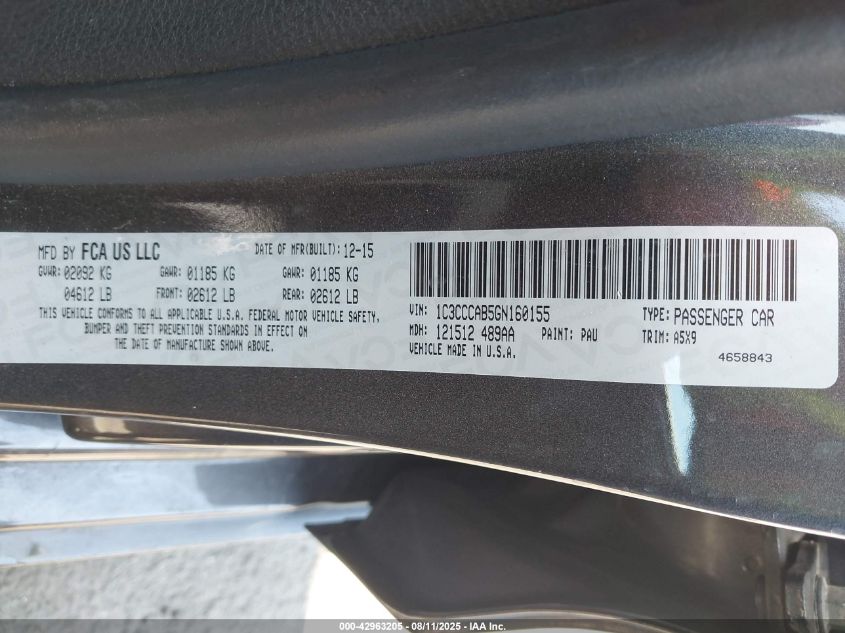 MFD BY FCA US LLC DATE OF MFR(BUILT): 12-15
GVWR: 02092 KG GAWR: 01185 KG GAWR: 01185 KG
04612 LB FRONT: 02612 LB REAR: 02612 LB
THIS VEHICLE CONFORMS TO ALL APPLICABLE U.S.A. FEDERAL MOTOR VEHICLE SAFETY,
BUMPER AND THEFT PREVENTION STANDARDS IN EFFECT ON
THE DATE OF MANUFACTURE SHOWN ABOVE.
VIN: 1C3CCCAB5GN160155 TYPE: PASSENGER CAR
MDH: 121512 489AA PAINT: PAU TRIM: A5X9
VEHICLE MADE IN U.S.A.
4658843
000-42963205 - 08/11/2025 - IAA Inc.